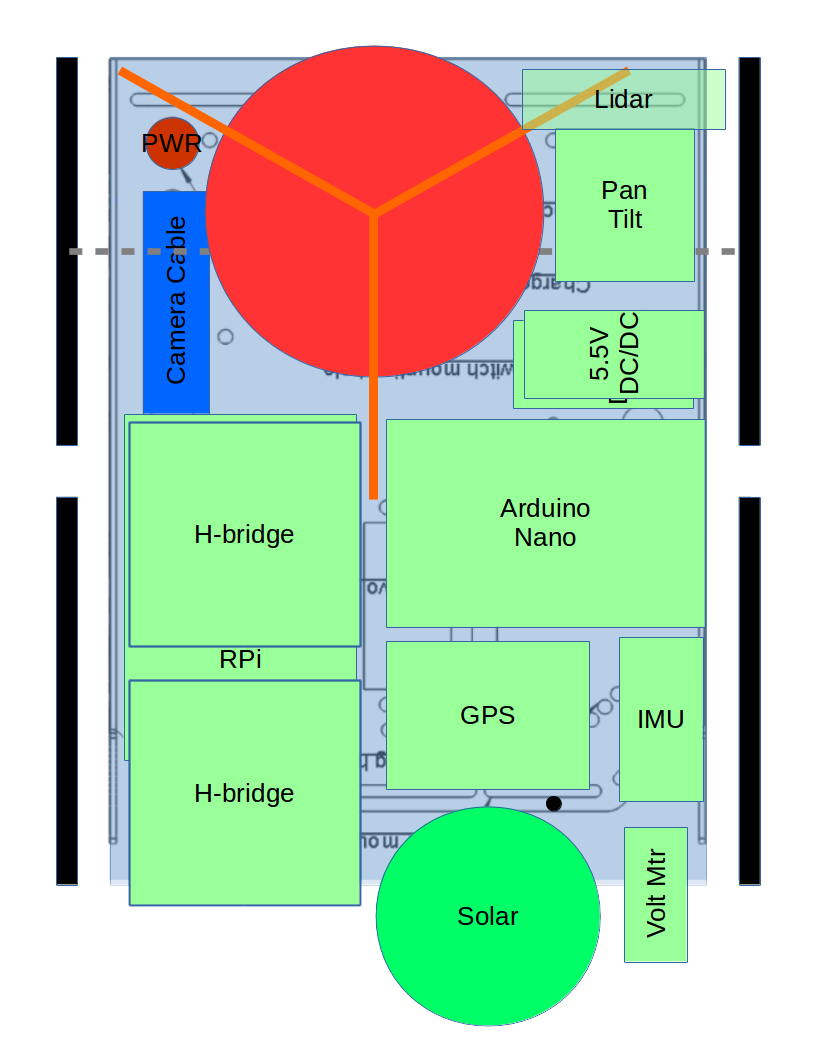 Lidar
PWR
Pan
Tilt
Camera Cable
5.5V
DC/DC
H-bridge
Arduino
Nano
RPi
GPS
IMU
H-bridge
Volt Mtr
Solar